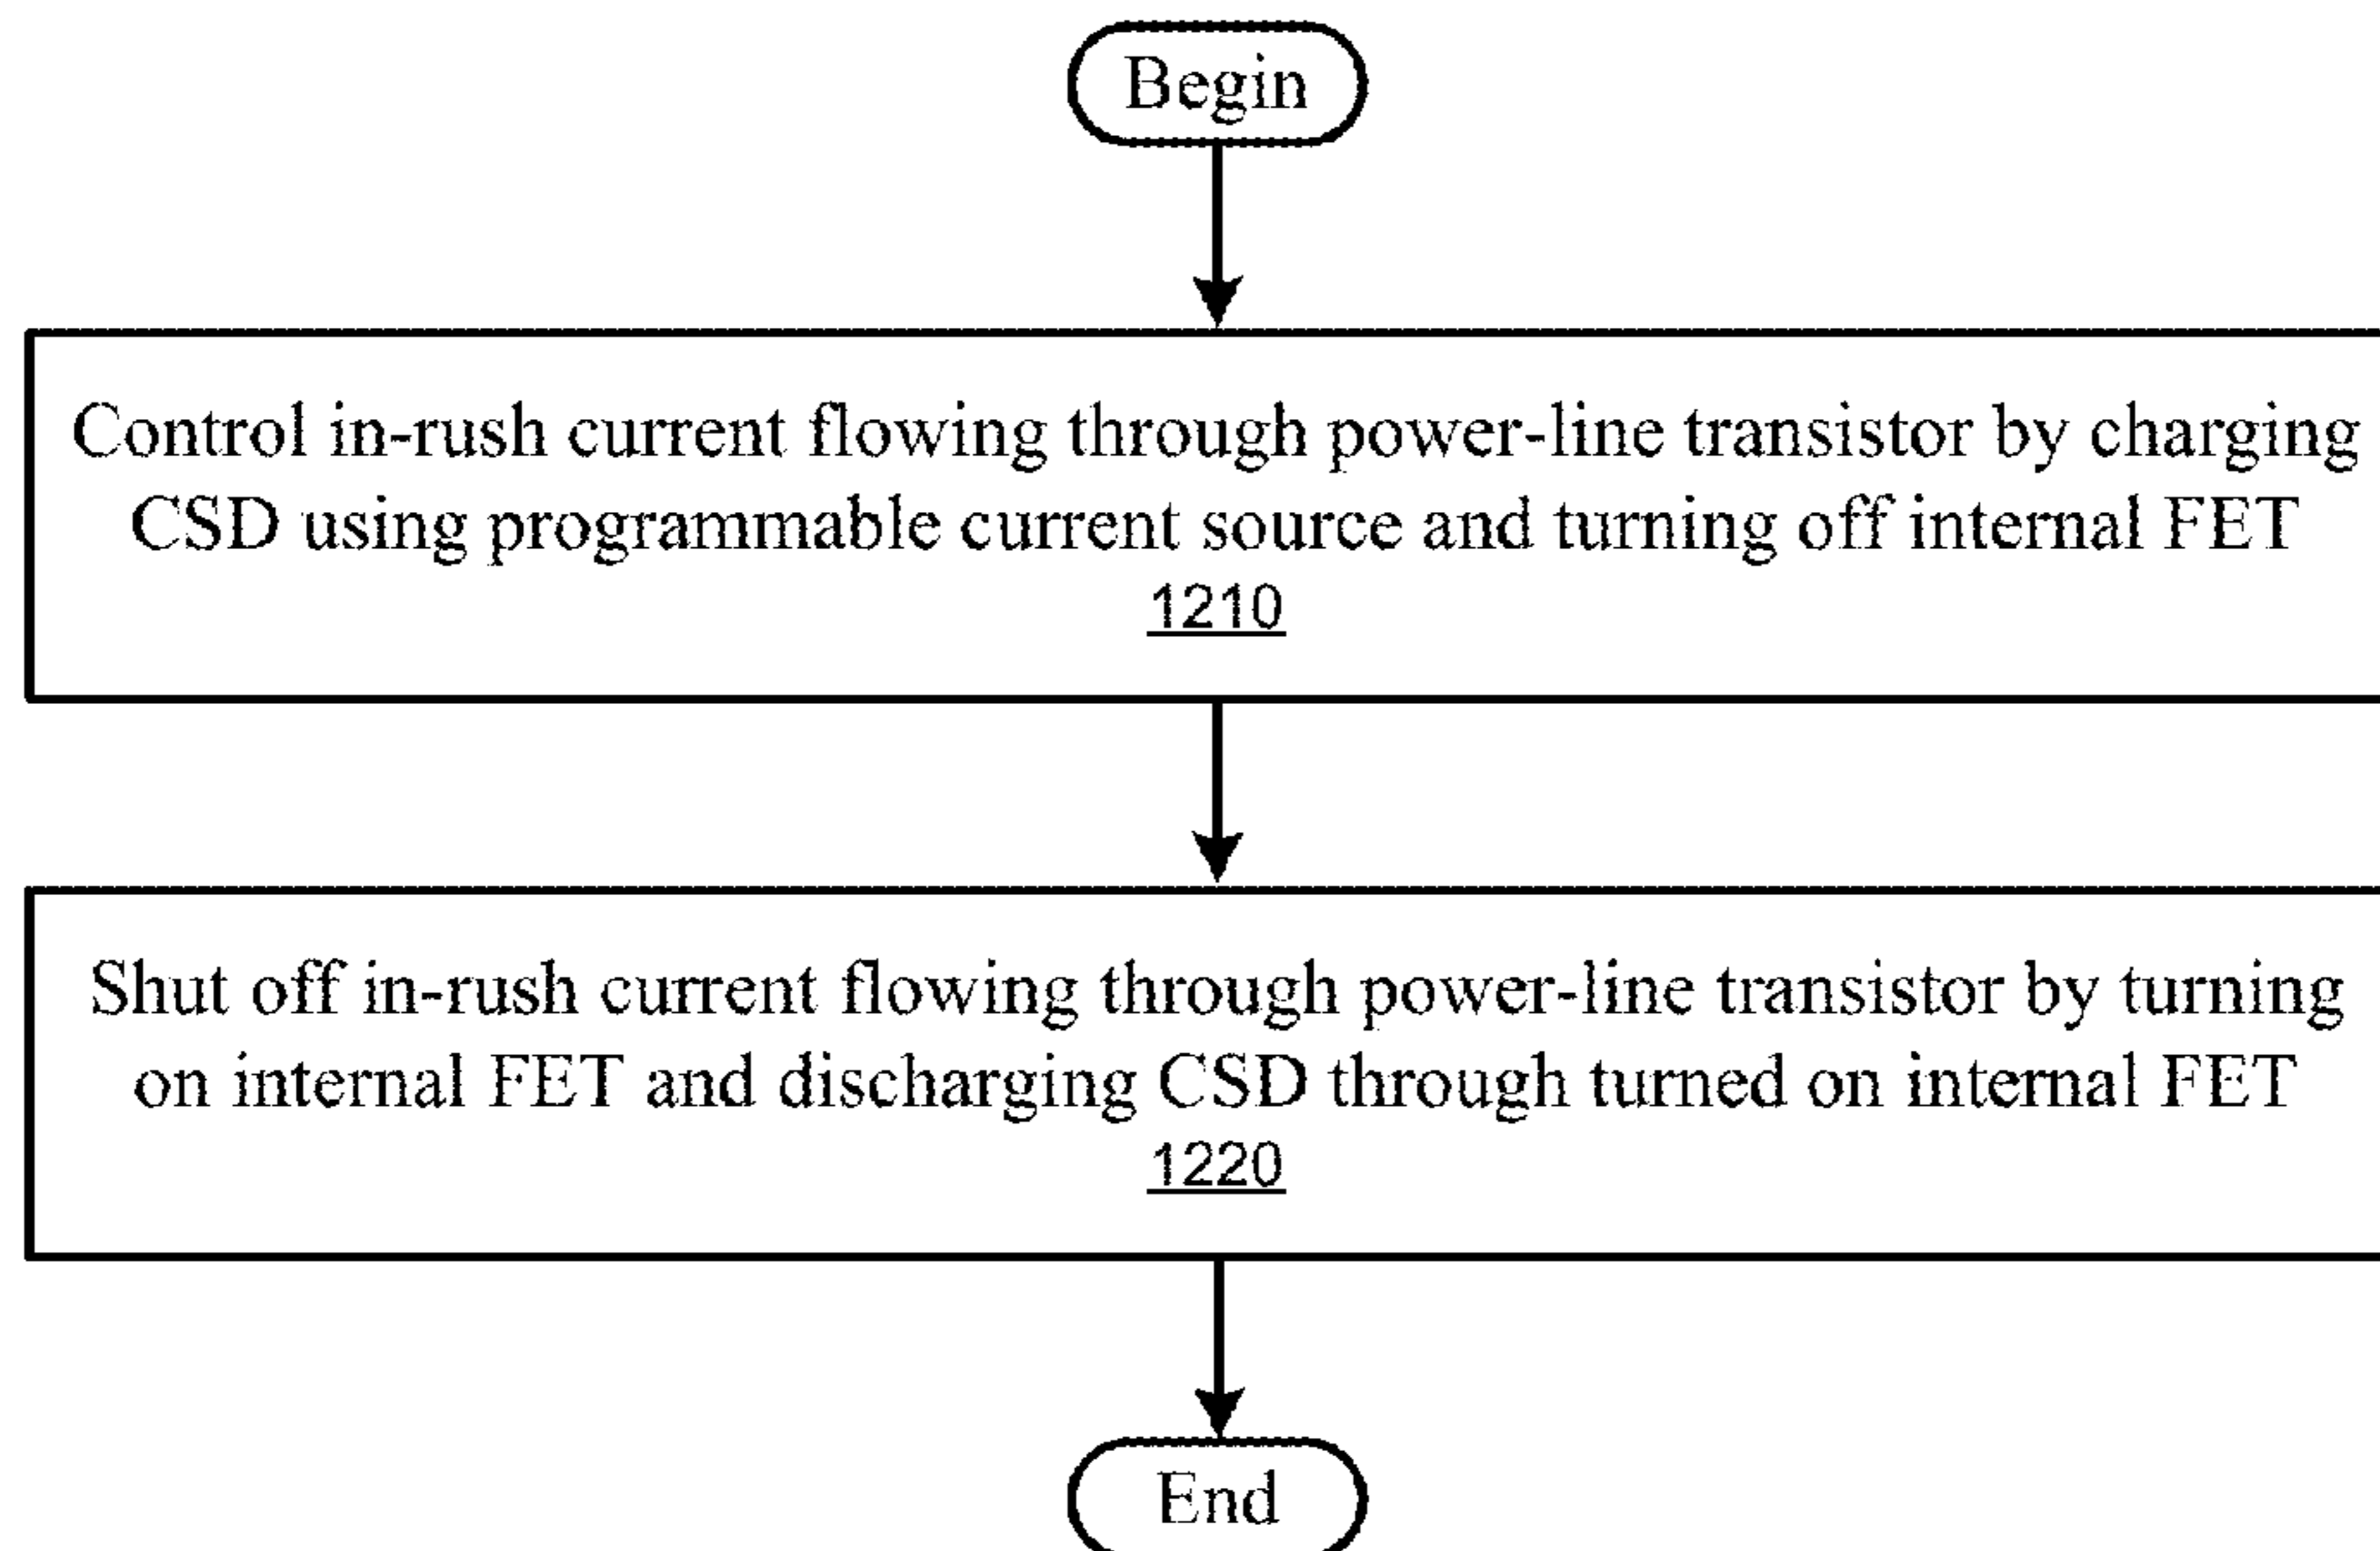 Begin
Control in-rush current flowing through power-line transistor by charging
CSD using programmable current source and turning off internal FET
1210
Shut off in-rush current flowing through power-line transistor by turning
on internal FET and discharging CSD through turned on internal FET
1220
End